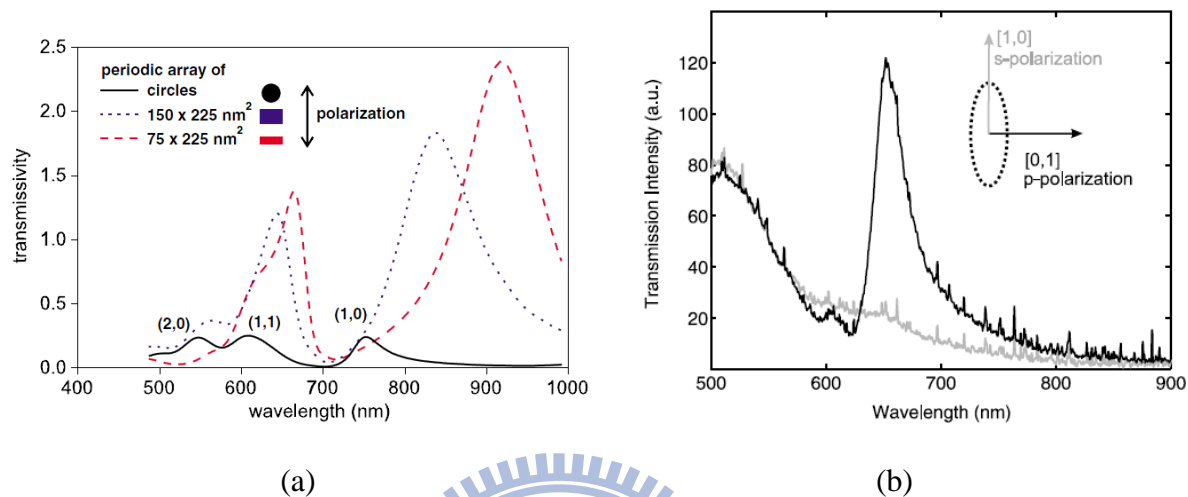 2.5
2.0
1.5
1.0
0.5
0.0
transmissivity
periodic array of
circles
150 x 225 nm²
75 x 225 nm²
polarization
(2,0)
(1,1)
(1,0)
400 500 600 700 800 900 1000
wavelength (nm)
(a)
120
100
80
60
40
20
Transmission Intensity (a.u.)
[1,0]
s-polarization
[0,1]
p-polarization
500 600 700 800 900
Wavelength (nm)
(b)